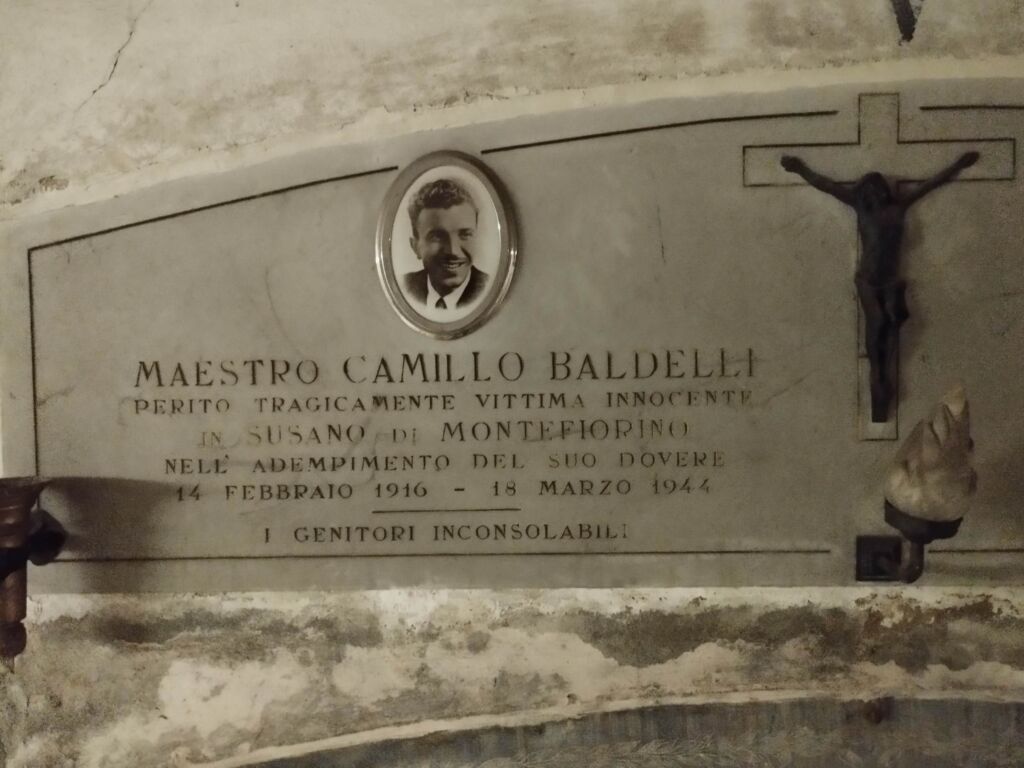 MAESTRO CAMILLO BALDELLI
PERITO TRAGICAMENTE VITTIMA INNOCENTE
IN SUSANO DI MONTEFIORINO
NELL' ADEMPIMENTO DEL SUO DOVERE
14 FEBBRAIO 1916 - 18 MARZO 1944
I GENITORI INCONSOLABILI